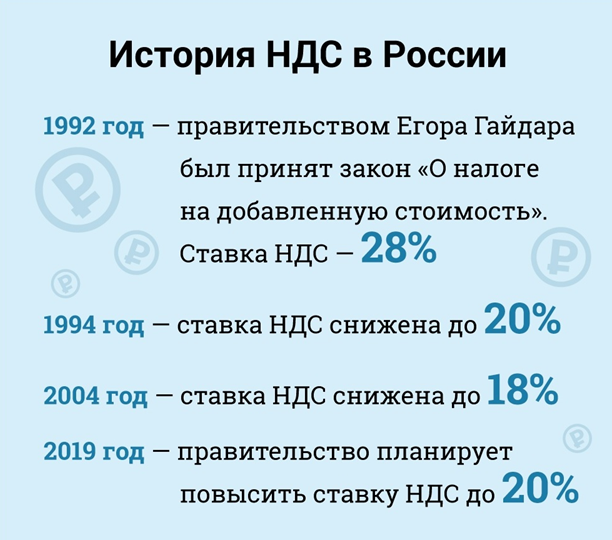 История НДС в России
1992 год — правительством Егора Гайдара
был принят закон «О налоге
на добавленную стоимость».
Ставка НДС — 28%
1994 год — ставка НДС снижена до 20%
2004 год — ставка НДС снижена до 18%
2019 год — правительство планирует
повысить ставку НДС до 20%